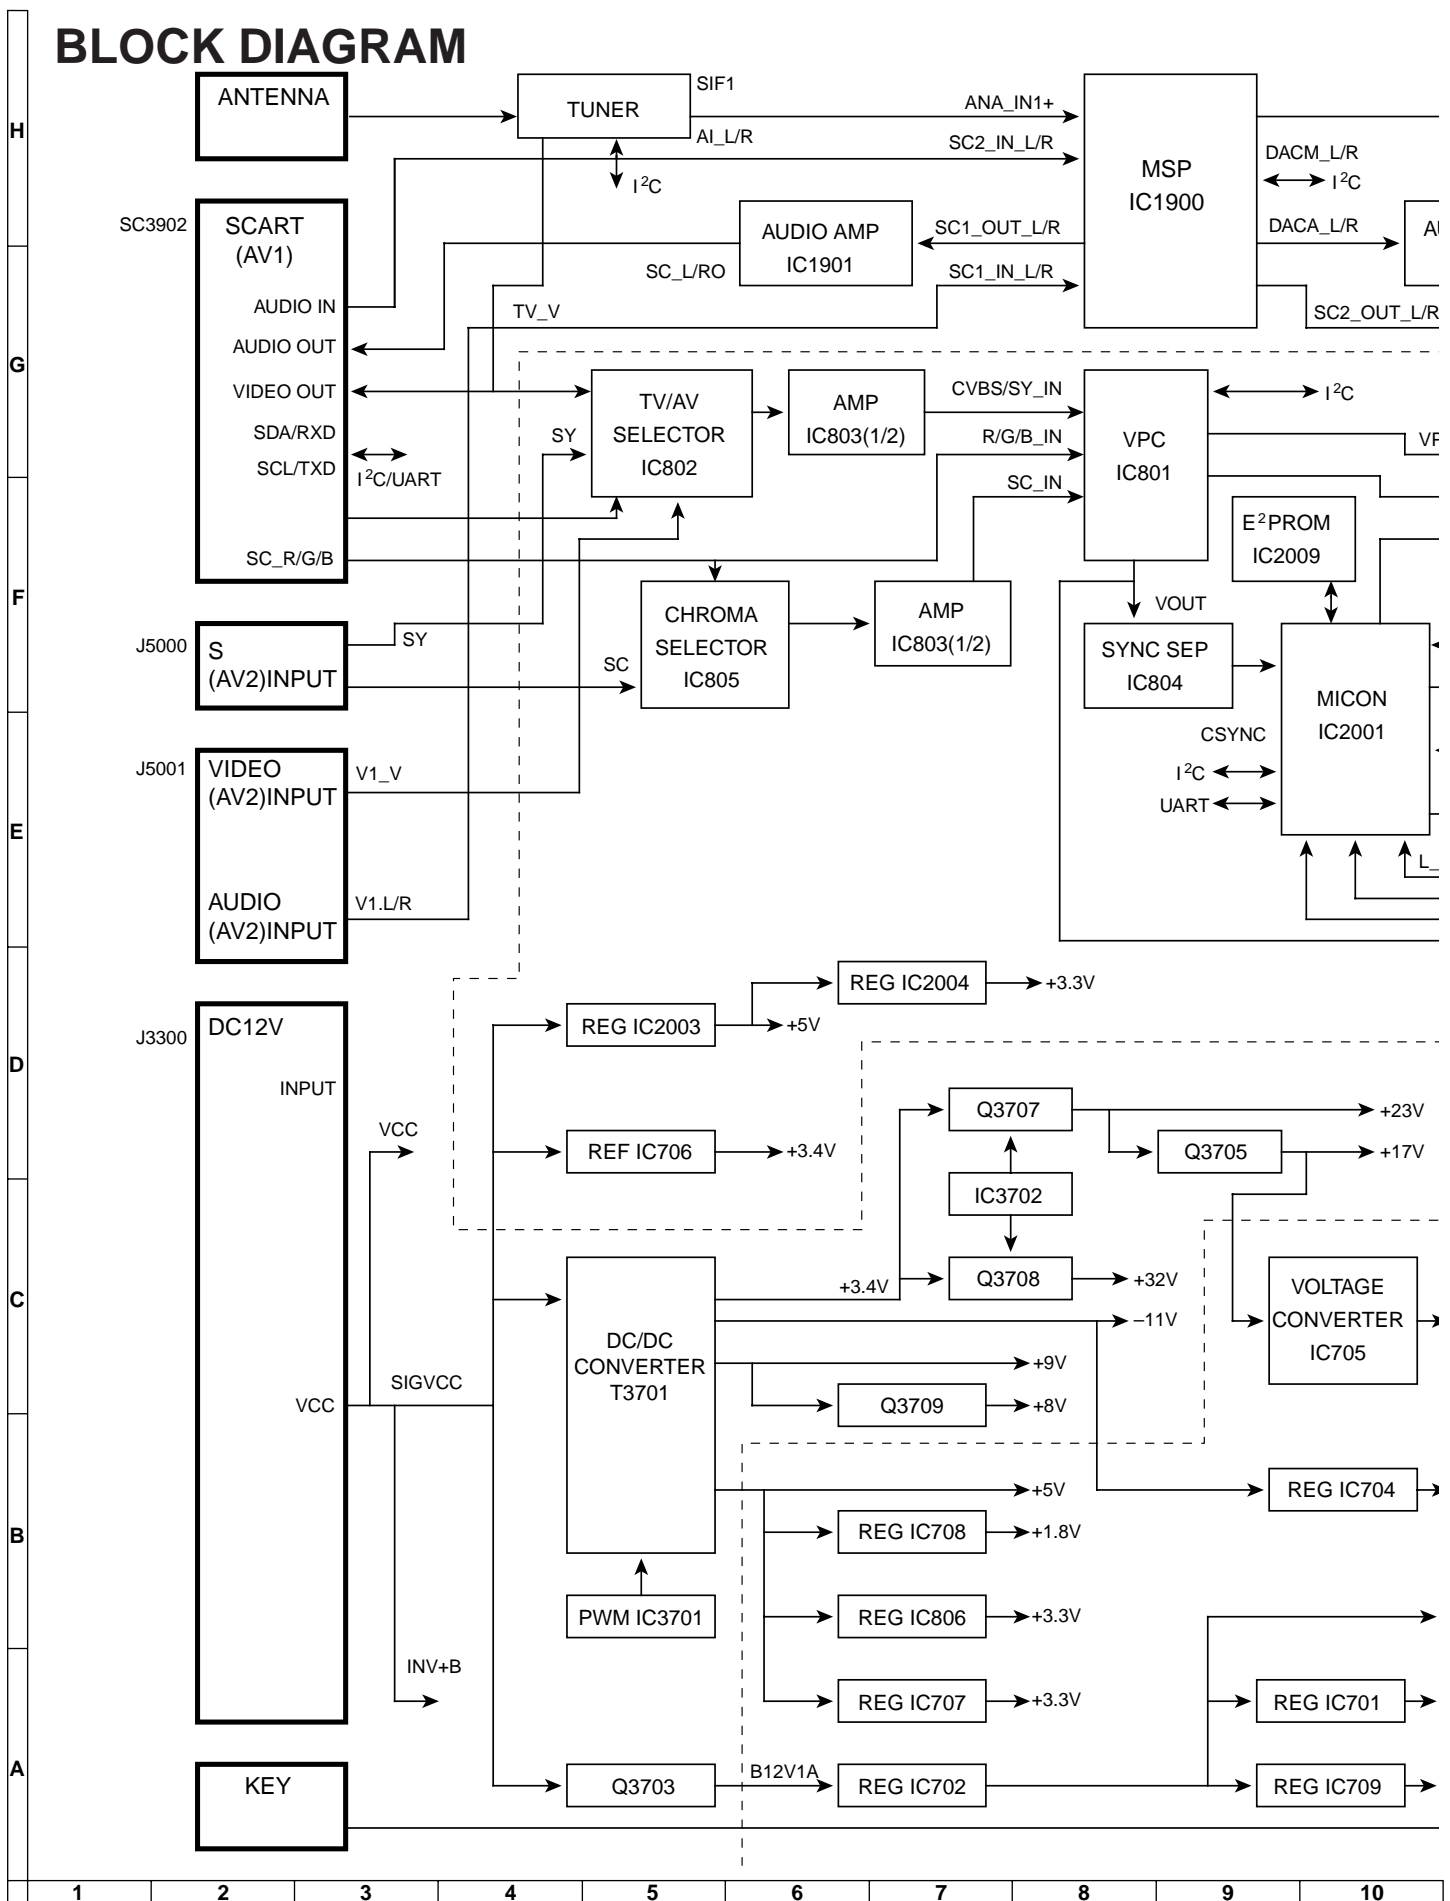 BLOCK DIAGRAM
H
ANTENNA
TUNER
SIF1
AI_L/R
I²C
ANA_IN1+
SC2_IN_L/R
MSP
IC1900
DACM_L/R
I²C
DACA_L/R
SC3902
SCART
(AV1)
AUDIO AMP
IC1901
SC1_OUT_L/R
SC_L/RO
SC1_IN_L/R
AUDIO IN
TV_V
SC2_OUT_L/R
G
AUDIO OUT
VIDEO OUT
SDA/RXD
SCL/TXD
I²C/UART
SY
TV/AV
SELECTOR
IC802
AMP
IC803(1/2)
CVBS/SY_IN
R/G/B_IN
SC_IN
VPC
IC801
I²C
E²PROM
IC2009
SC_R/G/B
F
CHROMA
SELECTOR
IC805
AMP
IC803(1/2)
VOUT
J5000
S
(AV2)INPUT
SY
SC
SYNC SEP
IC804
MICON
IC2001
CSYNC
I²C
UART
J5001
VIDEO
(AV2)INPUT
V1_V
E
AUDIO
(AV2)INPUT
V1.L/R
REG IC2004
+3.3V
J3300
DC12V
INPUT
REG IC2003
+5V
D
VCC
REF IC706
+3.4V
Q3707
+23V
Q3705
+17V
IC3702
Q3708
+32V
C
+3.4V
DC/DC
CONVERTER
T3701
–11V
+9V
Q3709
+8V
VOLTAGE
CONVERTER
IC705
VCC
SIGVCC
+5V
REG IC704
B
REG IC708
+1.8V
PWM IC3701
REG IC806
+3.3V
INV+B
REG IC707
+3.3V
REG IC701
A
KEY
Q3703
B12V1A
REG IC702
REG IC709
1
2
3
4
5
6
7
8
9
10